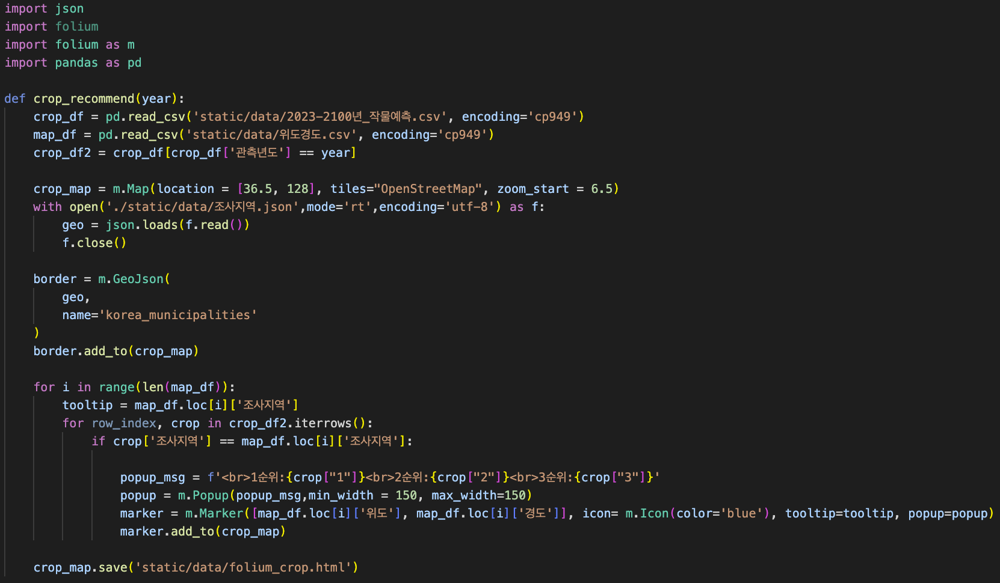 import json
import folium
import folium as m
import pandas as pd

def crop_recommend(year):
    crop_df = pd.read_csv('static/data/2023-2100년_작물예측.csv', encoding='cp949')
    map_df = pd.read_csv('static/data/위도경도.csv', encoding='cp949')
    crop_df2 = crop_df[crop_df['관측년도'] == year]

    crop_map = m.Map(location = [36.5, 128], tiles="OpenStreetMap", zoom_start = 6.5)
    with open('./static/data/조사지역.json',mode='rt',encoding='utf-8') as f:
        geo = json.loads(f.read())
        f.close()

    border = m.GeoJson(
        geo,
        name='korea_municipalities'
    )
    border.add_to(crop_map)

    for i in range(len(map_df)):
        tooltip = map_df.loc[i]['조사지역']
        for row_index, crop in crop_df2.iterrows():
            if crop['조사지역'] == map_df.loc[i]['조사지역']:

                popup_msg = f'<br>1순위:{crop["1"]}<br>2순위:{crop["2"]}<br>3순위:{crop["3"]}'
                popup = m.Popup(popup_msg,min_width = 150, max_width=150)
                marker = m.Marker([map_df.loc[i]['위도'], map_df.loc[i]['경도']], icon= m.Icon(color='blue'), tooltip=tooltip, popup=popup)
                marker.add_to(crop_map)

    crop_map.save('static/data/folium_crop.html')